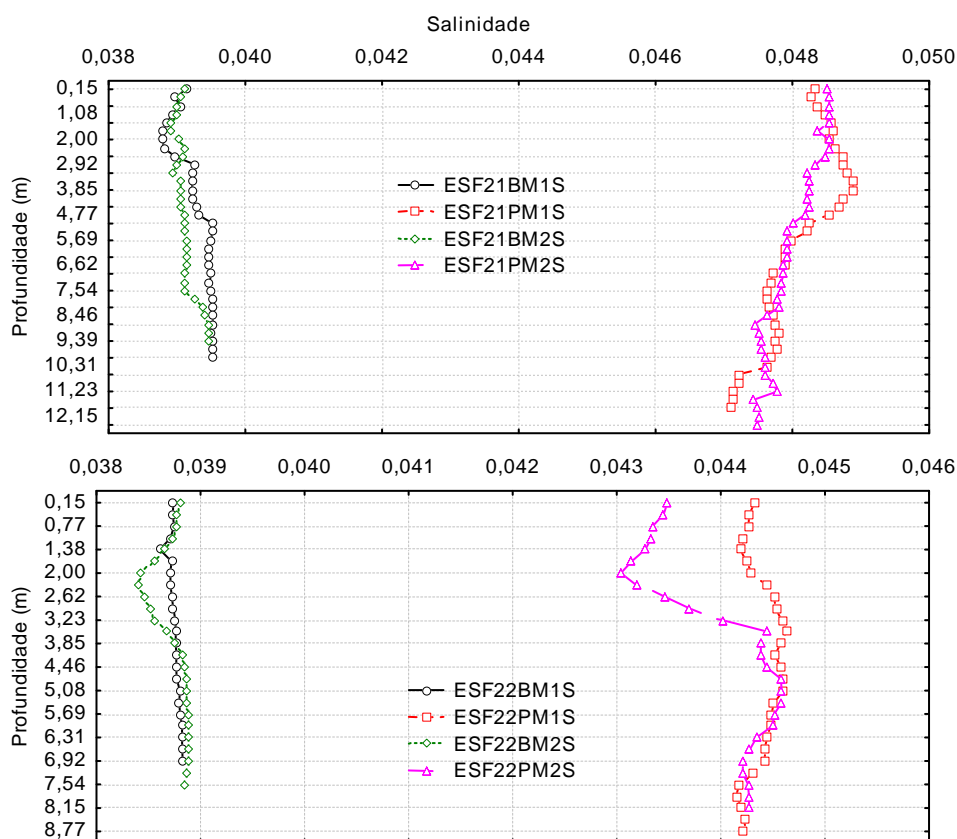 Salinidade
0,038 0,040 0,042 0,044 0,046 0,048 0,050
0,15
1,08
2,00
2,92
3,85
4,77
5,69
6,62
7,54
8,46
9,39
10,31
11,23
12,15
Profundidade (m)
ESF21BM1S
ESF21PM1S
ESF21BM2S
ESF21PM2S
0,038 0,039 0,040 0,041 0,042 0,043 0,044 0,045 0,046
0,15
0,77
1,38
2,00
2,62
3,23
3,85
4,46
5,08
5,69
6,31
6,92
7,54
8,15
8,77
Profundidade (m)
ESF22BM1S
ESF22PM1S
ESF22BM2S
ESF22PM2S